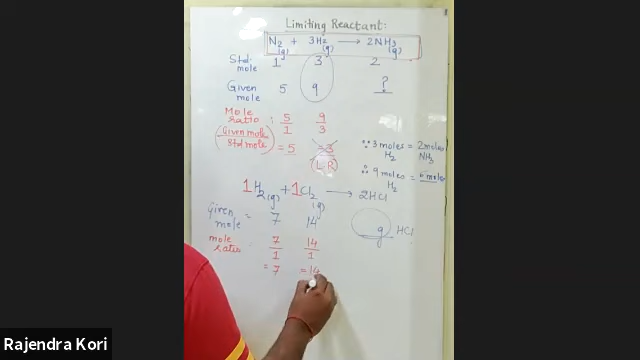 Limiting Reactant:
N₂(g) + 3H₂(g) → 2NH₃(g)
Std. mole 1 3 2
Given mole 5 9 ?
Mole ratio : 5/1 9/3
(Given mole / Std mole) = 5 = 3
LR
∵ 3 moles H₂ = 2 moles NH₃
∴ 9 moles H₂ = 6 moles
1H₂(g) + 1Cl₂(g) → 2HCl
Given mole = 7 14
g HCl
mole ratio 7/1 14/1
= 7 = 14
Rajendra Kori